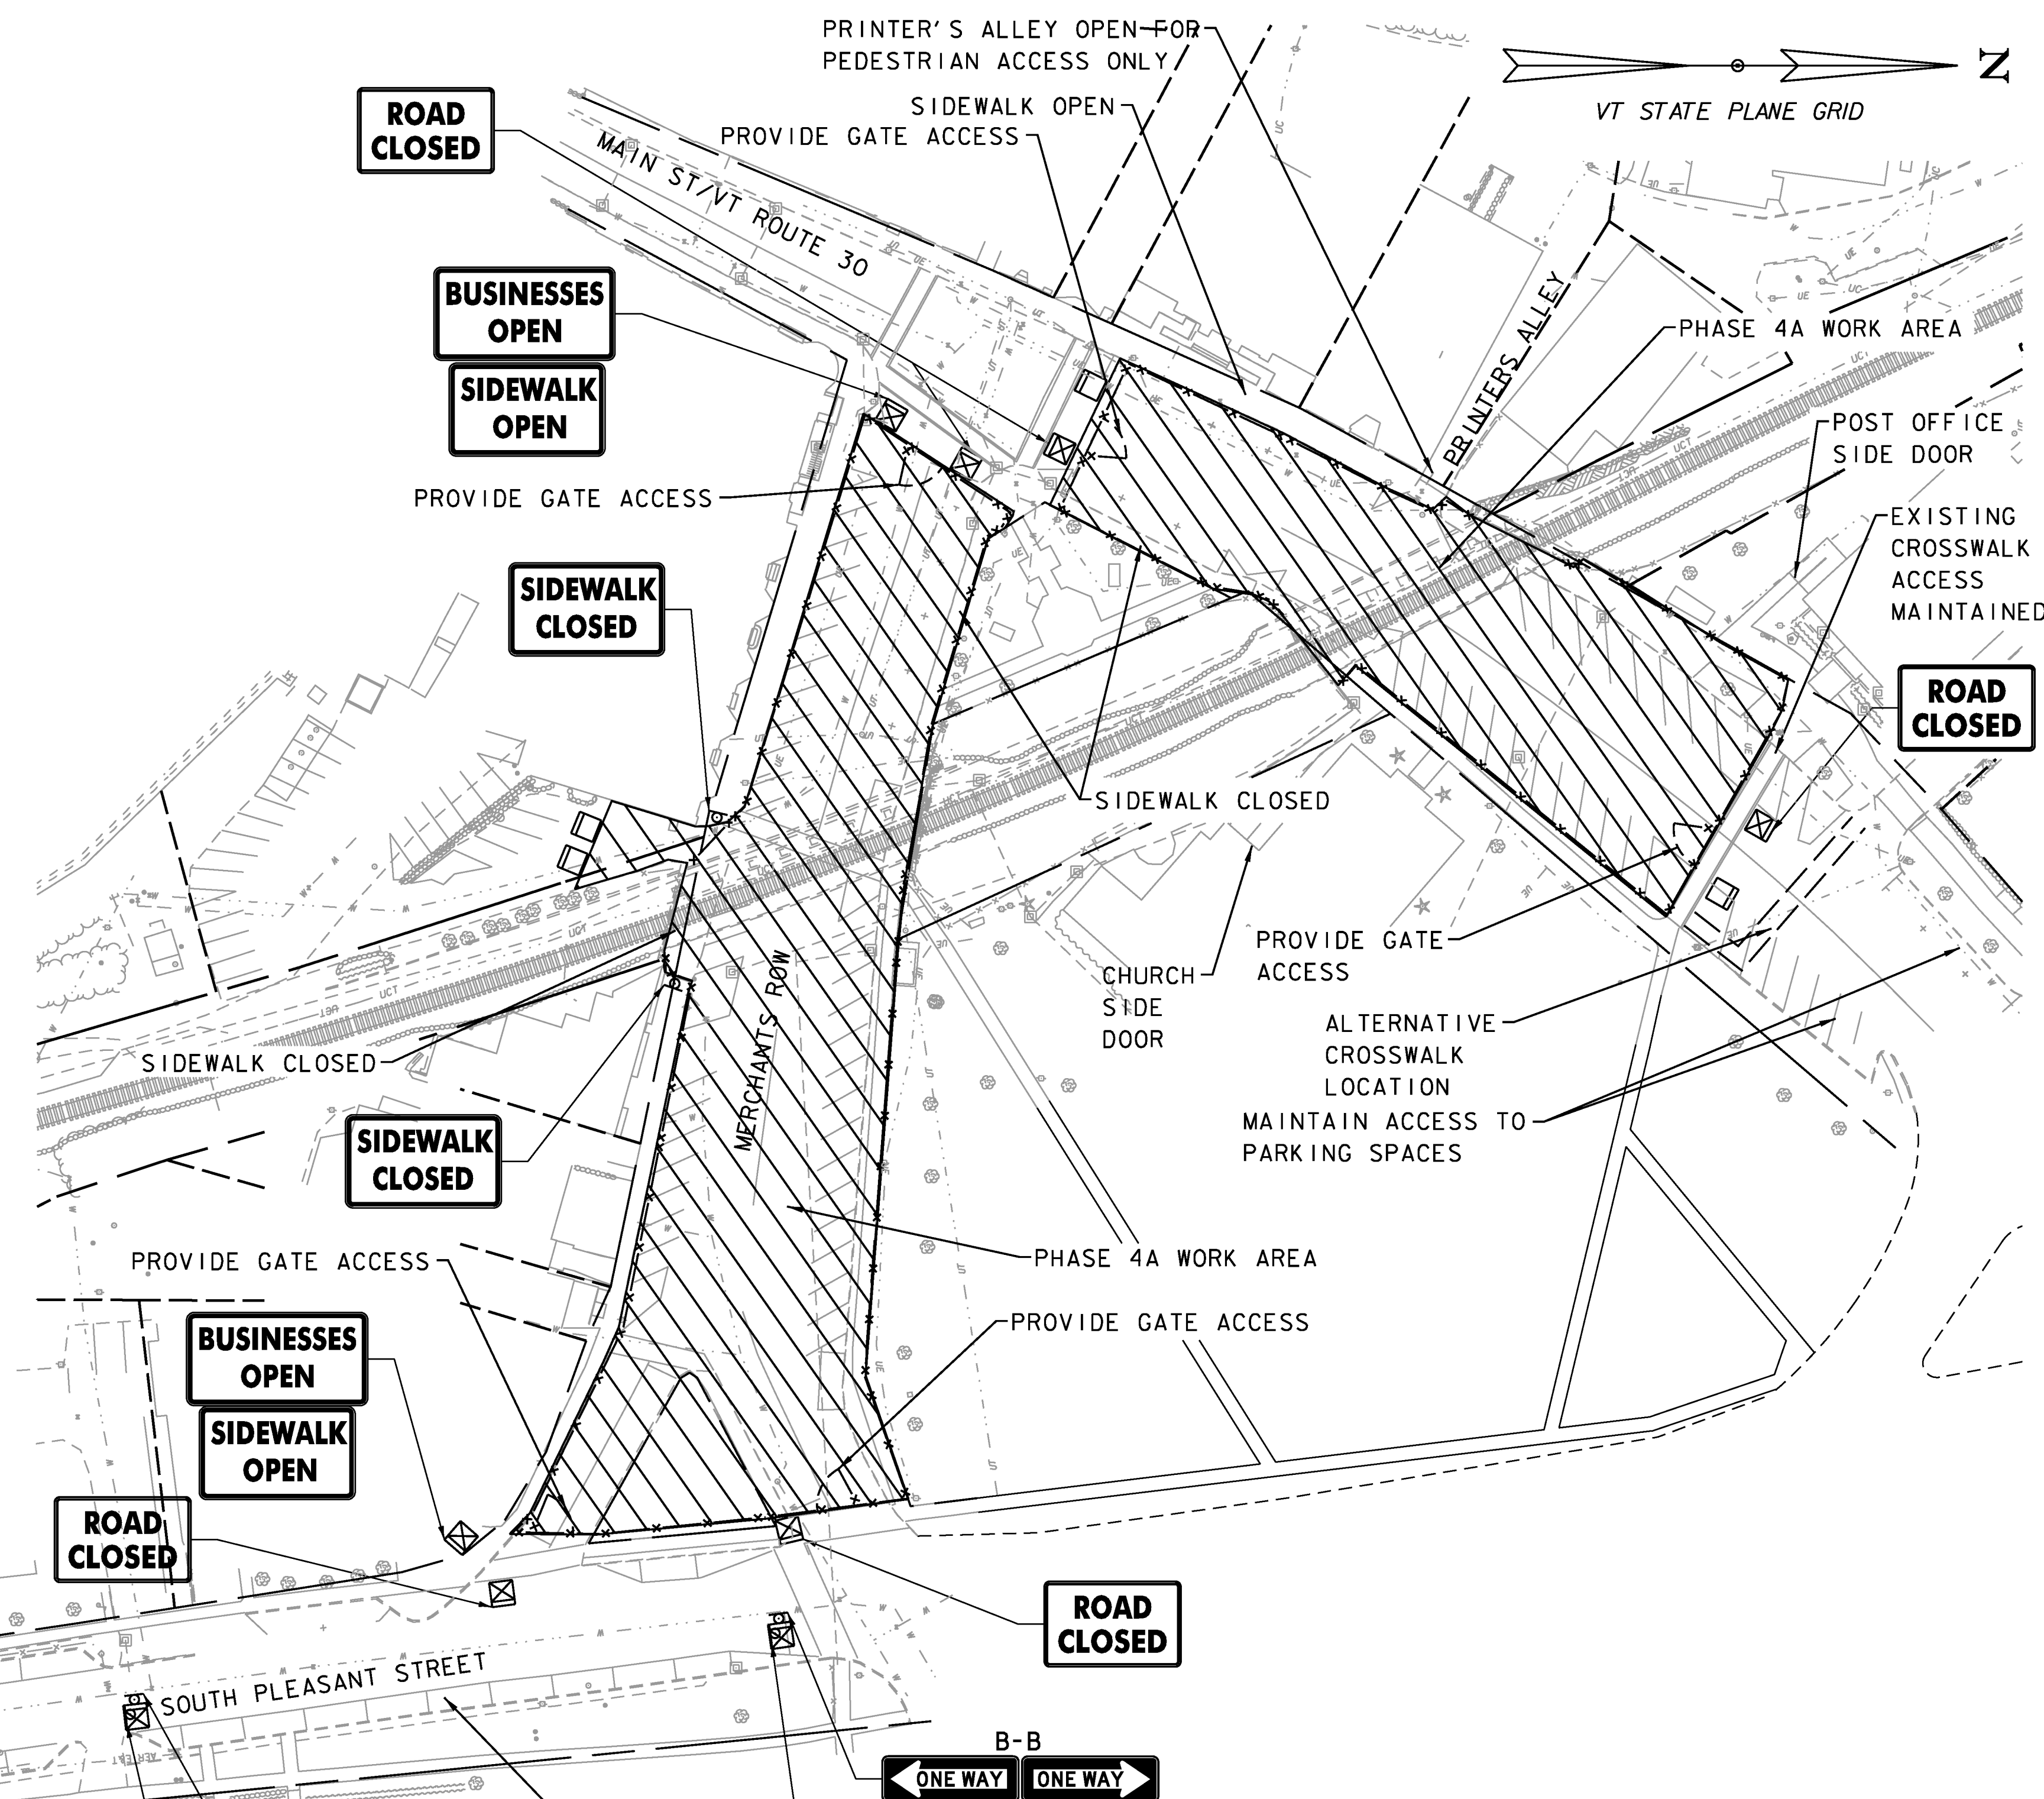 PRINTER'S ALLEY OPEN FOR
PEDESTRIAN ACCESS ONLY
SIDEWALK OPEN
PROVIDE GATE ACCESS
N
VT STATE PLANE GRID
ROAD
CLOSED
MAIN ST/VT ROUTE 30
BUSINESSES
OPEN
SIDEWALK
OPEN
PROVIDE GATE ACCESS
PRINTERS ALLEY
PHASE 4A WORK AREA
POST OFFICE
SIDE DOOR
EXISTING
CROSSWALK
ACCESS
MAINTAINED
SIDEWALK
CLOSED
ROAD
CLOSED
SIDEWALK CLOSED
PROVIDE GATE
ACCESS
CHURCH
SIDE
DOOR
ALTERNATIVE
CROSSWALK
LOCATION
MAINTAIN ACCESS TO
PARKING SPACES
SIDEWALK CLOSED
MERCHANTS ROW
SIDEWALK
CLOSED
PHASE 4A WORK AREA
PROVIDE GATE ACCESS
PROVIDE GATE ACCESS
BUSINESSES
OPEN
SIDEWALK
OPEN
ROAD
CLOSED
ROAD
CLOSED
SOUTH PLEASANT STREET
B-B
ONE WAY ONE WAY